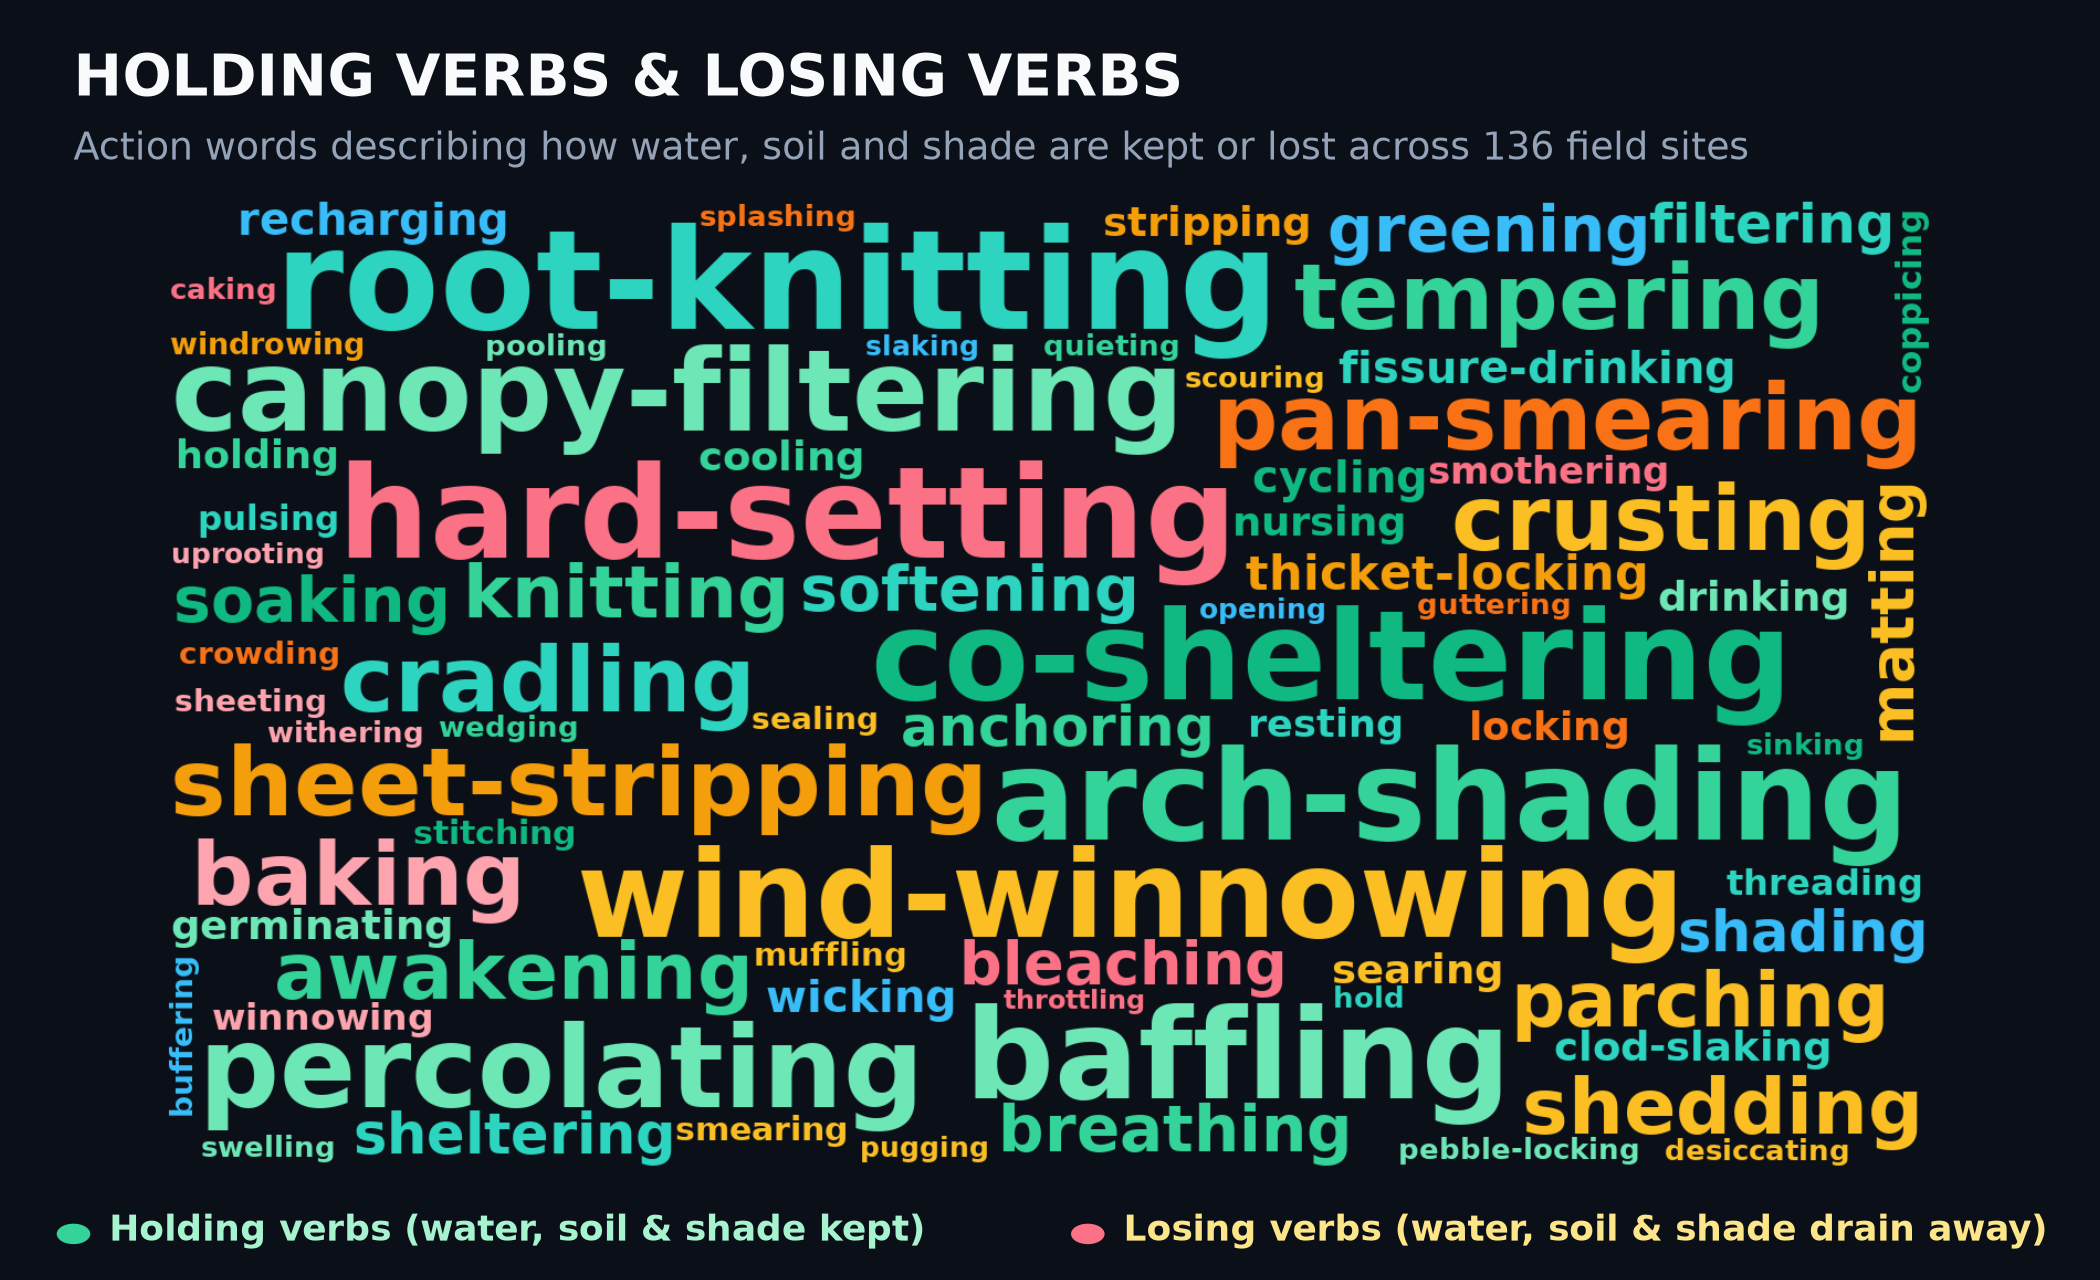 HOLDING VERBS & LOSING VERBS
Action words describing how water, soil and shade are kept or lost across 136 field sites
recharging
splashing
stripping
greening
filtering
coppicing
caking
root-knitting
tempering
windrowing
pooling
slaking
quieting
canopy-filtering
scouring
fissure-drinking
pan-smearing
holding
cooling
cycling
smothering
pulsing
hard-setting
nursing
crusting
matting
uprooting
soaking
knitting
softening
thicket-locking
opening
guttering
drinking
crowding
cradling
co-sheltering
sheeting
withering
wedging
sealing
anchoring
resting
locking
sinking
sheet-stripping
arch-shading
stitching
baking
wind-winnowing
threading
germinating
shading
awakening
muffling
bleaching
searing
buffering
wicking
throttling
hold
parching
winnowing
percolating
baffling
clod-slaking
shedding
swelling
sheltering
smearing
pugging
breathing
pebble-locking
desiccating
Holding verbs (water, soil & shade kept)
Losing verbs (water, soil & shade drain away)